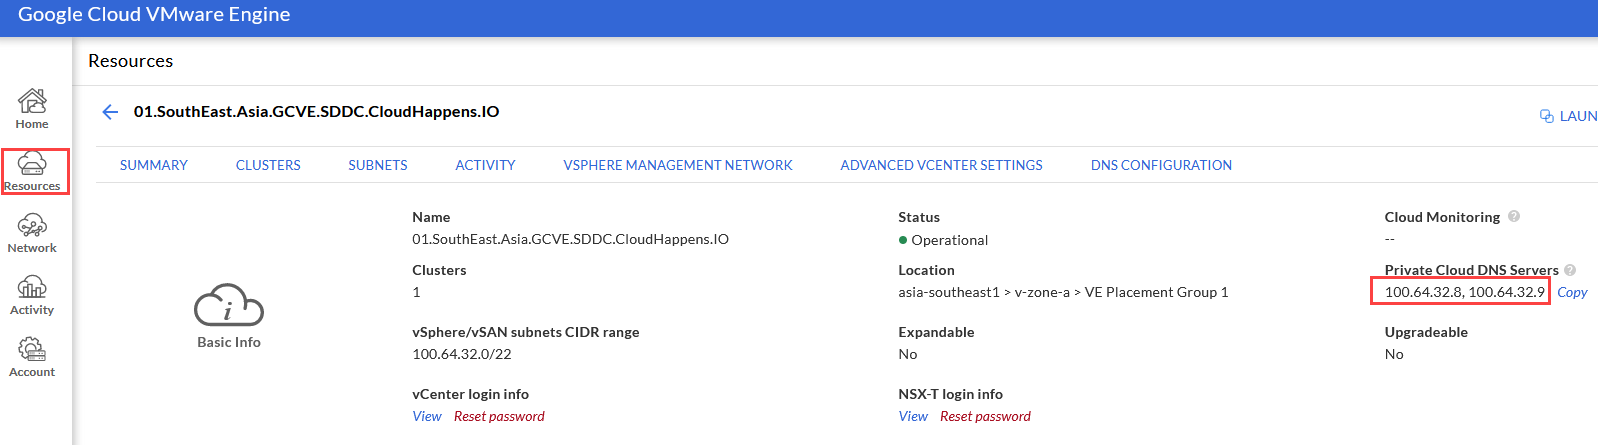 Google Cloud VMware Engine
Resources
Home
Resources
Network
Activity
Account
01.SouthEast.Asia.GCVE.SDDC.CloudHappens.IO
LAUN
SUMMARY CLUSTERS SUBNETS ACTIVITY VSPHERE MANAGEMENT NETWORK ADVANCED VCENTER SETTINGS DNS CONFIGURATION
Basic Info
Name
01.SouthEast.Asia.GCVE.SDDC.CloudHappens.IO
Clusters
1
vSphere/vSAN subnets CIDR range
100.64.32.0/22
vCenter login info
View Reset password
Status
Operational
Location
asia-southeast1 > v-zone-a > VE Placement Group 1
Expandable
No
NSX-T login info
View Reset password
Cloud Monitoring ?
--
Private Cloud DNS Servers ?
100.64.32.8, 100.64.32.9 Copy
Upgradeable
No